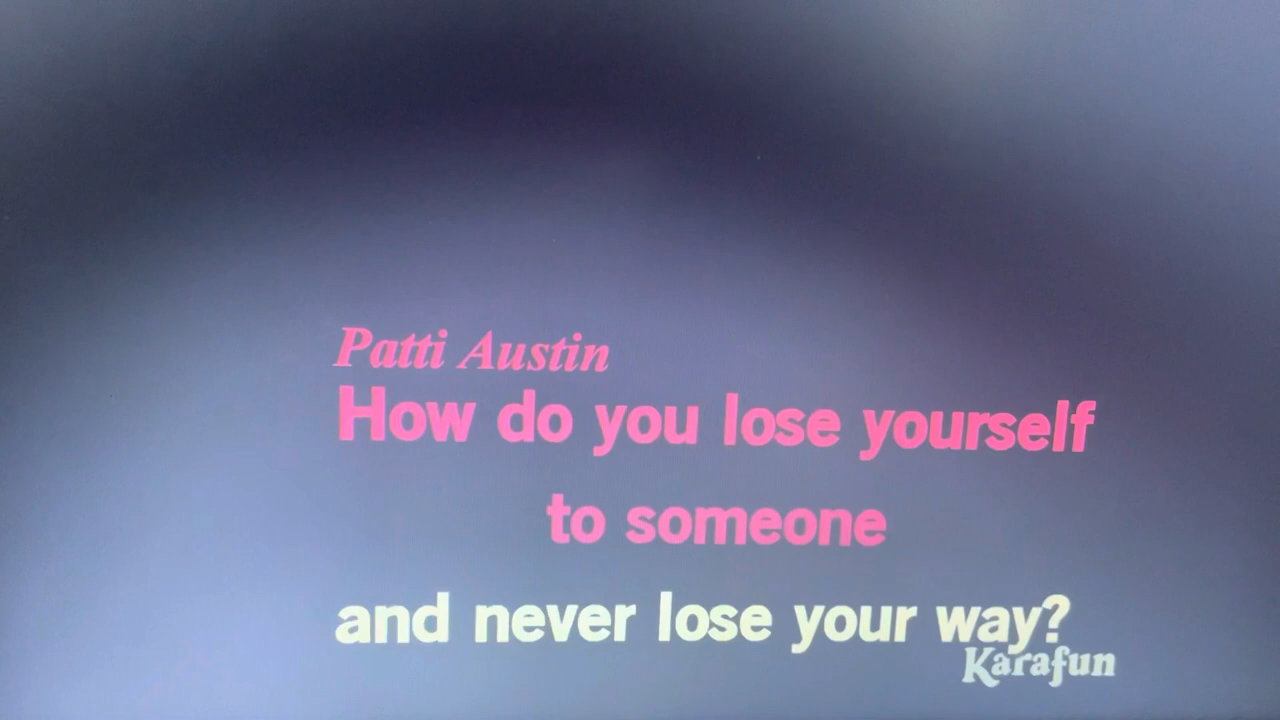 Patti Austin
How do you lose yourself
to someone
and never lose your way?
Karafun